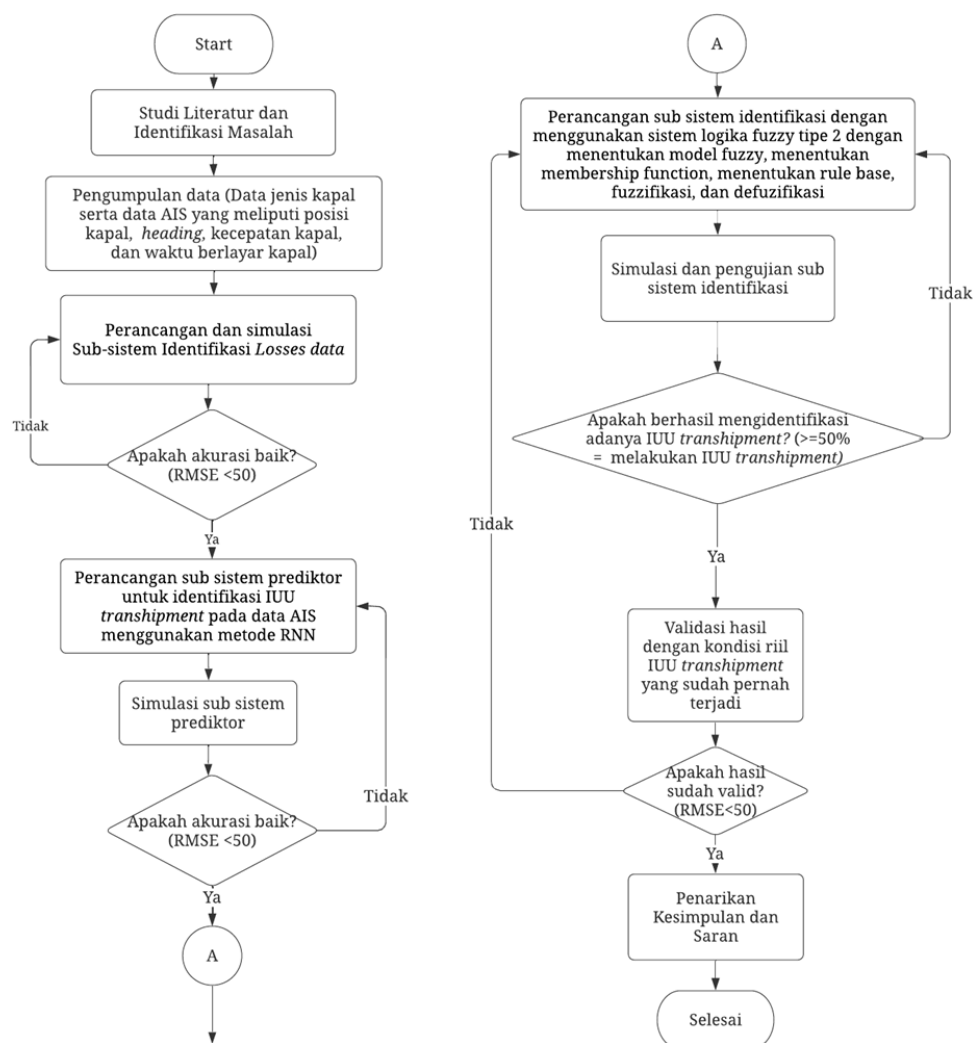 Start
Studi Literatur dan
Identifikasi Masalah
Pengumpulan data (Data jenis kapal
serta data AIS yang meliputi posisi
kapal, heading, kecepatan kapal,
dan waktu berlayar kapal)
Perancangan dan simulasi
Sub-sistem Identifikasi Losses data
Tidak
Apakah akurasi baik?
(RMSE <50)
Ya
Perancangan sub sistem prediktor
untuk identifikasi IUU
transhipment pada data AIS
menggunakan metode RNN
Simulasi sub sistem
prediktor
Tidak
Apakah akurasi baik?
(RMSE <50)
Ya
A
A
Perancangan sub sistem identifikasi dengan
menggunakan sistem logika fuzzy tipe 2 dengan
menentukan model fuzzy, menentukan
membership function, menentukan rule base,
fuzzifikasi, dan defuzifikasi
Simulasi dan pengujian sub
sistem identifikasi
Tidak
Apakah berhasil mengidentifikasi
adanya IUU transhipment? (>=50%
= melakukan IUU transhipment)
Tidak
Ya
Validasi hasil
dengan kondisi riil
IUU transhipment
yang sudah pernah
terjadi
Apakah hasil
sudah valid?
(RMSE<50)
Ya
Penarikan
Kesimpulan dan
Saran
Selesai